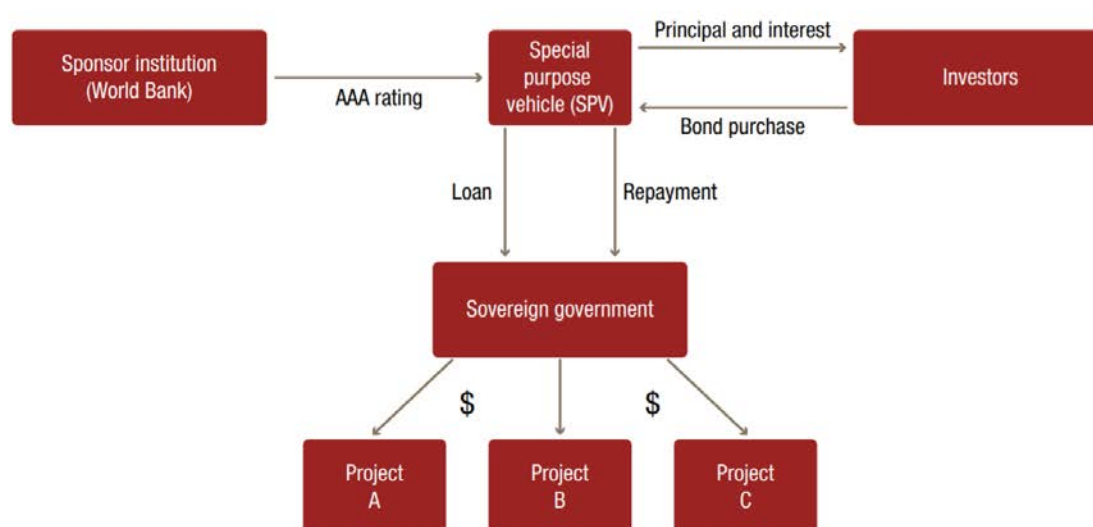 Sponsor institution
(World Bank)
AAA rating
Special
purpose
vehicle (SPV)
Principal and interest
Bond purchase
Investors
Loan
Repayment
Sovereign government
$
$
Project
A
Project
B
Project
C